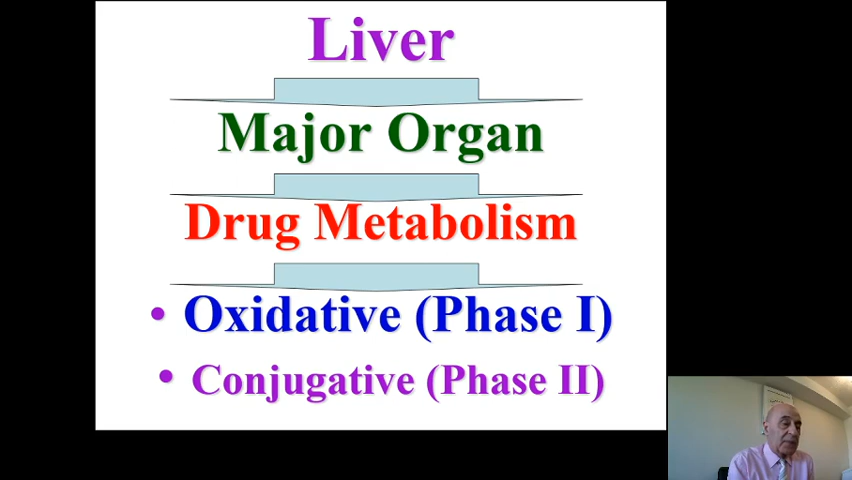 Liver
Major Organ
Drug Metabolism
• Oxidative (Phase I)
• Conjugative (Phase II)